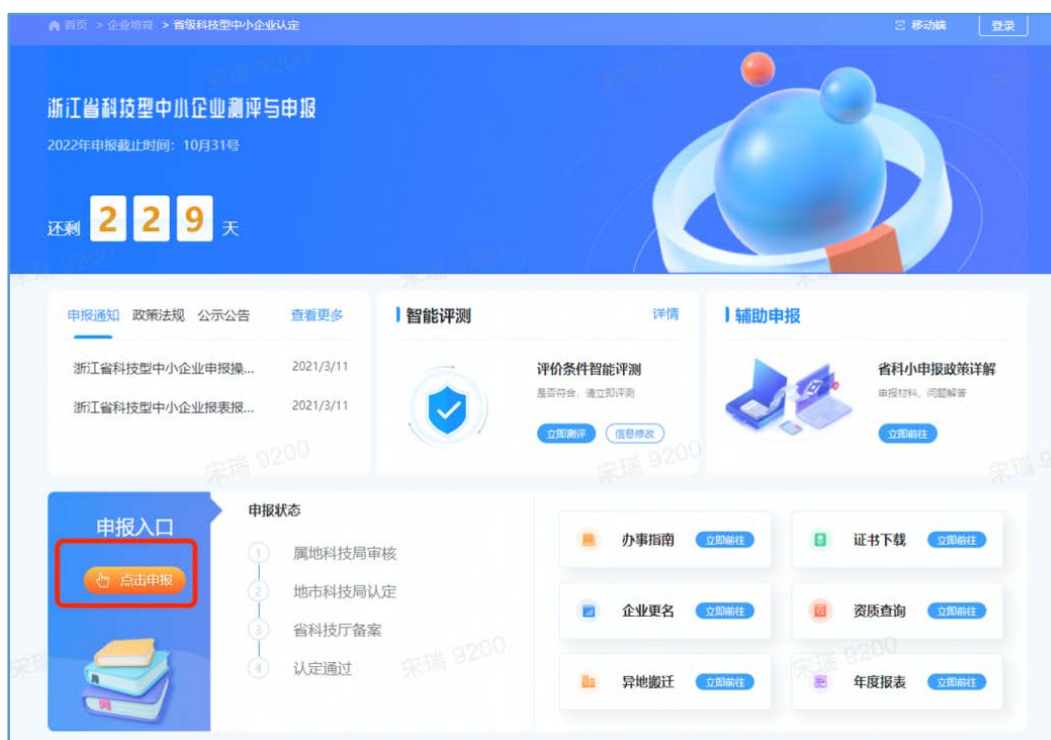 首页 > 企业培育 > 省级科技型中小企业认定
移动端
登录
浙江省科技型中小企业测评与申报
2022年申报截止时间：10月31号
还剩 2 2 9 天
申报通知 政策法规 公示公告 查看更多
浙江省科技型中小企业申报操... 2021/3/11
浙江省科技型中小企业报表报... 2021/3/11
智能评测 详情
评价条件智能评测
是否符合，请立即评测
立即测评 信息修改
辅助申报
省科小申报政策详解
申报材料、问题解答
立即前往
申报入口
点击申报
申报状态
1 属地科技局审核
2 地市科技局认定
3 省科技厅备案
4 认定通过
办事指南 立即前往
证书下载 立即前往
企业更名 立即前往
资质查询 立即前往
异地搬迁 立即前往
年度报表 立即前往
宋瑞 9200
宋瑞 9200
宋瑞 9200
宋瑞 9200